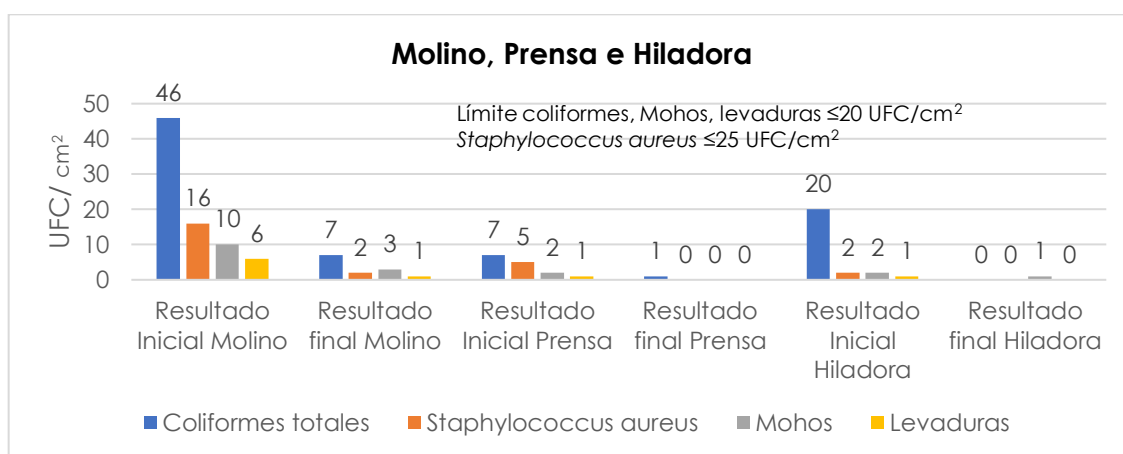 Molino, Prensa e Hiladora
Límite coliformes, Mohos, levaduras ≤20 UFC/cm²
Staphylococcus aureus ≤25 UFC/cm²
UFC/ cm²
50
40
30
20
10
0
46
16
10
6
7
2
3
1
7
5
2
1
1
0
0
0
20
2
2
1
0
0
1
0
Resultado
Inicial Molino
Resultado
final Molino
Resultado
Inicial Prensa
Resultado
final Prensa
Resultado
Inicial
Hiladora
Resultado
final Hiladora
Coliformes totales
Staphylococcus aureus
Mohos
Levaduras